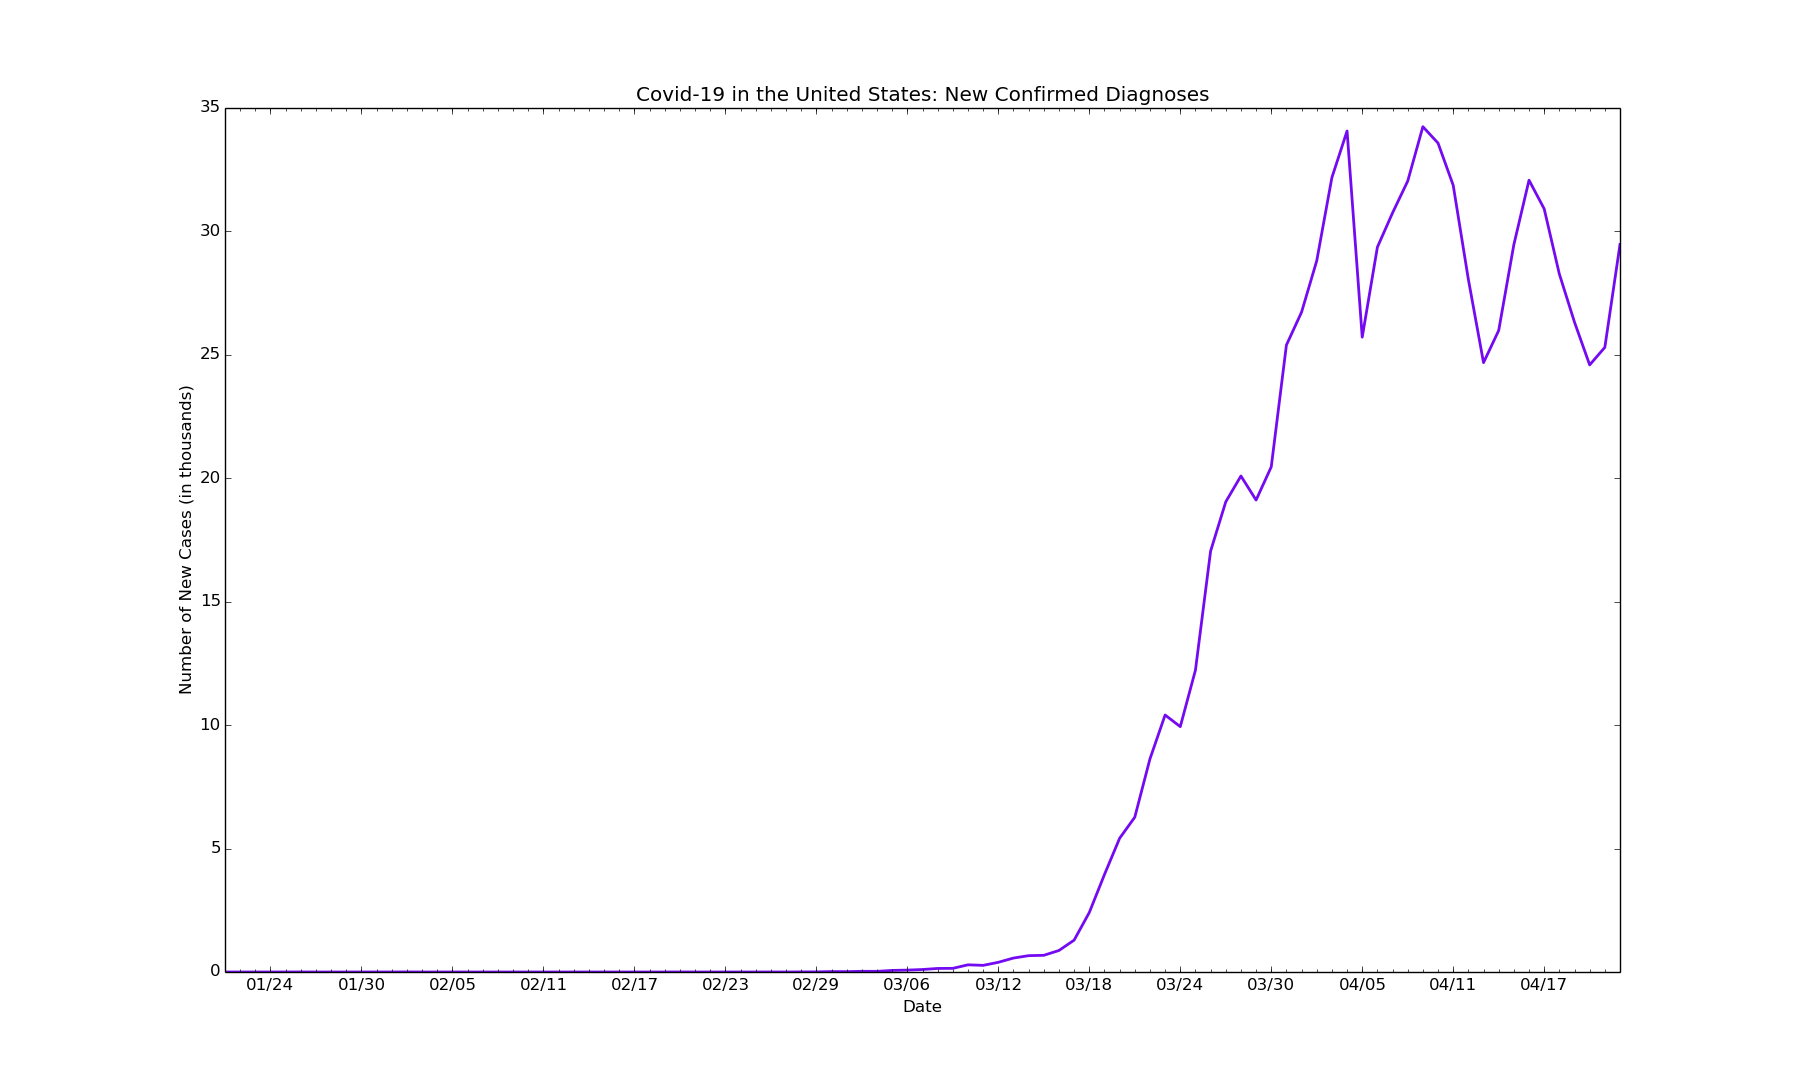 Covid-19 in the United States: New Confirmed Diagnoses
35
30
25
20
15
10
5
0
Number of New Cases (in thousands)
01/24 01/30 02/05 02/11 02/17 02/23 02/29 03/06 03/12 03/18 03/24 03/30 04/05 04/11 04/17
Date